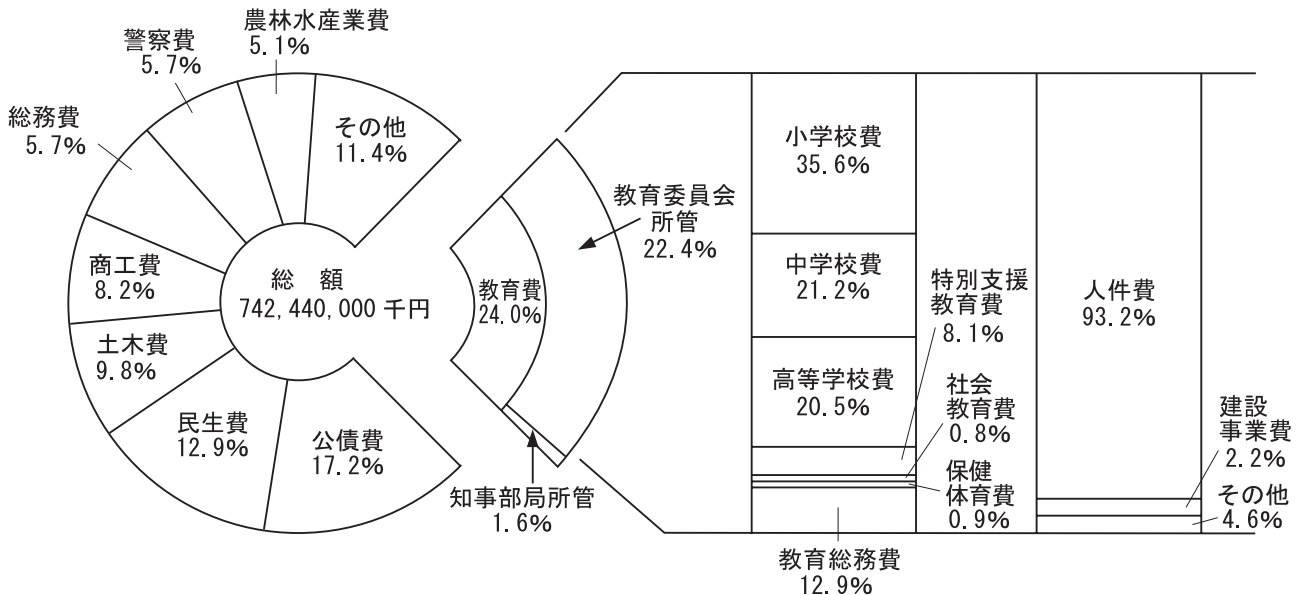 農林水産業費
5.1%
警察費
5.7%
総務費
5.7%
その他
11.4%
商工費
8.2%
土木費
9.8%
民生費
12.9%
公債費
17.2%
総 額
742,440,000 千円
教育費
24.0%
教育委員会
所管
22.4%
知事部局所管
1.6%
小学校費
35.6%
中学校費
21.2%
高等学校費
20.5%
特別支援
教育費
8.1%
社会
教育費
0.8%
保健
体育費
0.9%
教育総務費
12.9%
人件費
93.2%
建設
事業費
2.2%
その他
4.6%